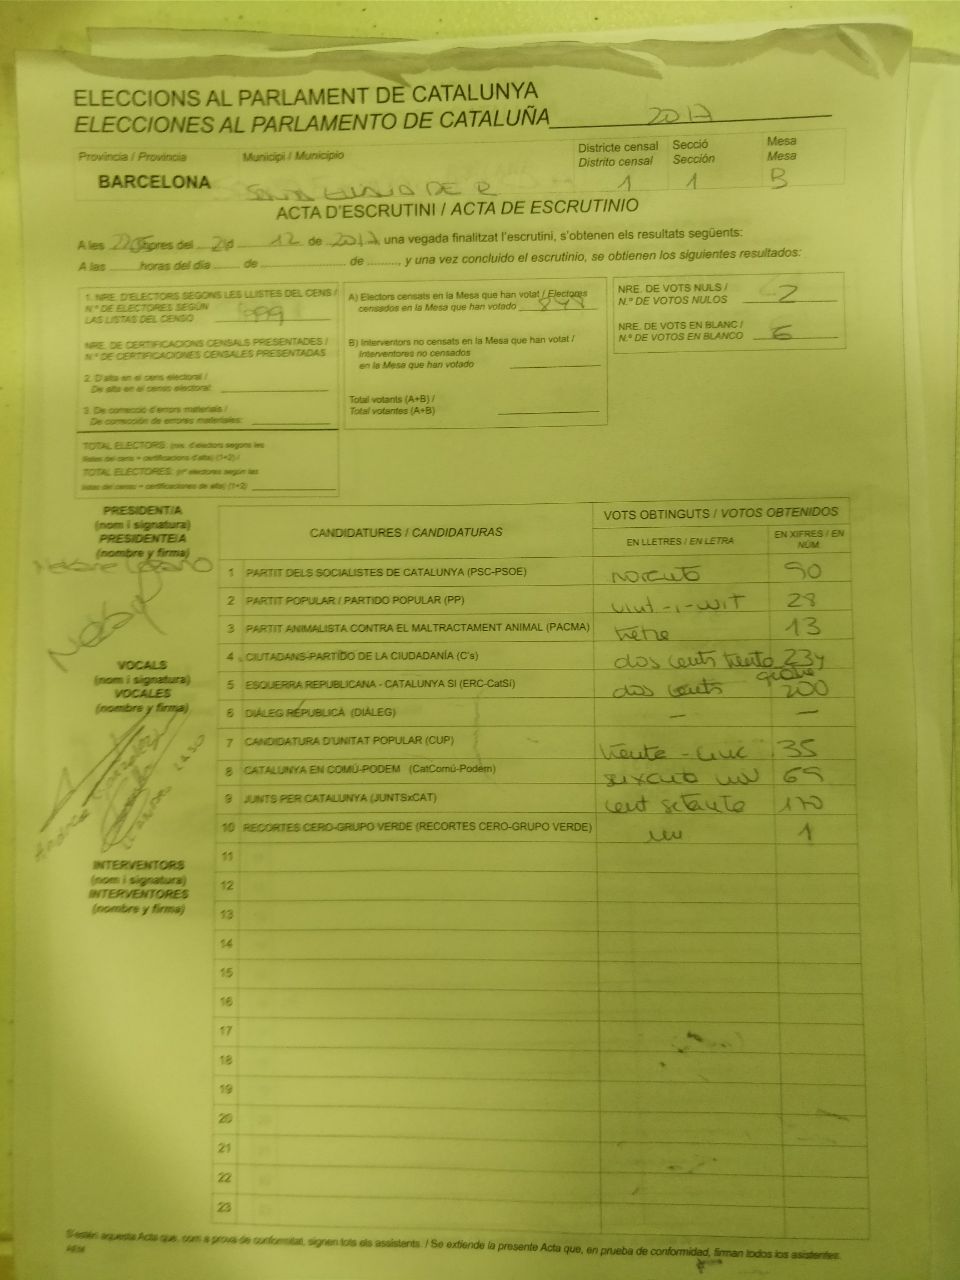 ELECCIONS AL PARLAMENT DE CATALUNYA
ELECCIONES AL PARLAMENTO DE CATALUÑA 2017
Província / Provincia Municipi / Municipio Districte censal Secció Mesa
Distrito censal Sección Mesa
BARCELONA DE R 1 1 B
ACTA D'ESCRUTINI / ACTA DE ESCRUTINIO
A les hores del 21 d 12 de 2017, una vegada finalitzat l'escrutini, s'obtenen els resultats següents:
A las horas del día de de , y una vez concluido el escrutinio, se obtienen los siguientes resultados:
1. NRE. D'ELECTORS SEGONS LES LLISTES DEL CENS /
N.º DE ELECTORES SEGÚN
LAS LISTAS DEL CENSO 999
NRE. DE CERTIFICACIONS CENSALS PRESENTADES /
N.º DE CERTIFICACIONES CENSALES PRESENTADAS
2. D'alta en el cens electoral /
De alta en el censo electoral:
3. De correcció d'errors materials /
De corrección de errores materiales:
TOTAL ELECTORS: (nre. d'electors segons les
llistes del cens + certificacions d'alta) (1+2) /
TOTAL ELECTORES: (nº electores según las
listas del censo + certificaciones de alta) (1+2)
A) Electors censats en la Mesa que han votat / Electores
censados en la Mesa que han votado
B) Interventors no censats en la Mesa que han votat /
Interventores no censados
en la Mesa que han votado
Total votants (A+B) /
Total votantes (A+B)
NRE. DE VOTS NULS /
N.º DE VOTOS NULOS 2
NRE. DE VOTS EN BLANC /
N.º DE VOTOS EN BLANCO 6
PRESIDENT/A
(nom i signatura)
PRESIDENTE/A
(nombre y firma)
VOCALS
(nom i signatura)
VOCALES
(nombre y firma)
INTERVENTORS
(nom i signatura)
INTERVENTORES
(nombre y firma)
CANDIDATURES / CANDIDATURAS VOTS OBTINGUTS / VOTOS OBTENIDOS
EN LLETRES / EN LETRA EN XIFRES / EN NÚM.
1 PARTIT DELS SOCIALISTES DE CATALUNYA (PSC-PSOE) noranta 90
2 PARTIT POPULAR / PARTIDO POPULAR (PP) vint-i-vuit 28
3 PARTIT ANIMALISTA CONTRA EL MALTRACTAMENT ANIMAL (PACMA) tretze 13
4 CIUTADANS-PARTIDO DE LA CIUDADANÍA (C's) dos cents trenta quatre 234
5 ESQUERRA REPUBLICANA - CATALUNYA SÍ (ERC-CatSí) dos cents 200
6 DIÀLEG REPUBLICÀ (DIÀLEG) — —
7 CANDIDATURA D'UNITAT POPULAR (CUP) trenta-cinc 35
8 CATALUNYA EN COMÚ-PODEM (CatComú-Podem) seixanta nou 69
9 JUNTS PER CATALUNYA (JUNTSxCAT) cent setanta 170
10 RECORTES CERO-GRUPO VERDE (RECORTES CERO-GRUPO VERDE) un 1
11
12
13
14
15
16
17
18
19
20
21
22
23
S'estén aquesta Acta que, com a prova de conformitat, signen tots els assistents. / Se extiende la presente Acta que, en prueba de conformidad, firman todos los asistentes.